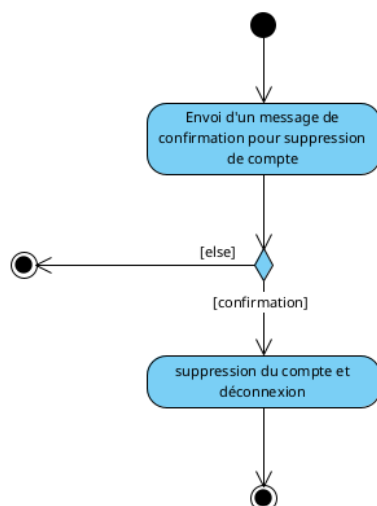 Envoi d'un message de
confirmation pour suppression
de compte
[else]
[confirmation]
suppression du compte et
déconnexion